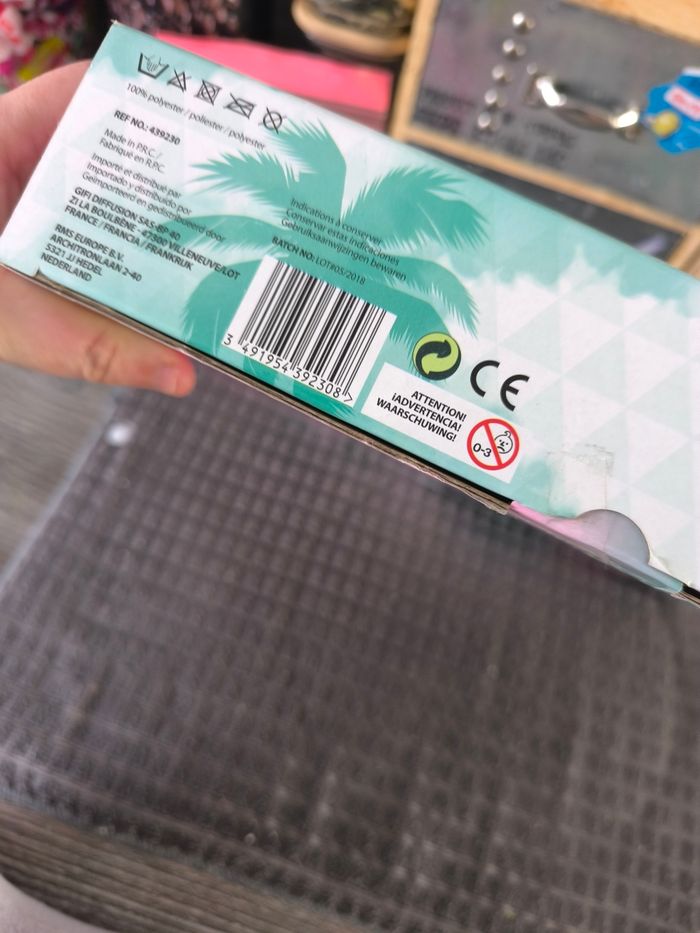 100% polyester / poliester / polyester
REF NO.: 439230
Made in P.R.C./
Fabriqué en R.P.C
Importé et distribué par
Importado y distribuido por
Geïmporteerd en gedistribueerd door
GIFI DIFFUSION SAS-BP 40
ZI LA BOULBÈNE - 47300 VILLENEUVE/LOT
FRANCE / FRANCIA / FRANKRIJK
RMS EUROPE B.V.
ARCHITRONLAAN 2-40
5321 JJ HEDEL
NEDERLAND
Indications à conserver
Conservar estas indicaciones
Gebruiksaanwijzingen bewaren
BATCH NO: LOT#05/2018
3 491954 392308 >
CE
ATTENTION!
¡ADVERTENCIA!
WAARSCHUWING!
0-3